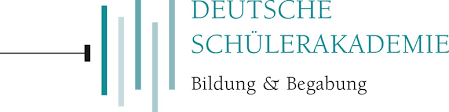 DEUTSCHE
SCHÜLERAKADEMIE
Bildung & Begabung